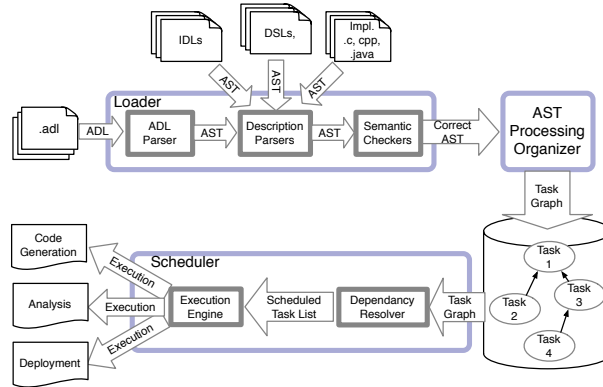 IDLs
DSLs,
Impl.
.c, cpp,
.java
AST
AST
AST
Loader
.adl
ADL
ADL
Parser
AST
Description
Parsers
AST
Semantic
Checkers
Correct
AST
AST
Processing
Organizer
Task
Graph
Code
Generation
Analysis
Deployment
Execution
Execution
Execution
Scheduler
Execution
Engine
Scheduled
Task List
Dependancy
Resolver
Task
Graph
Task
1
Task
2
Task
3
Task
4